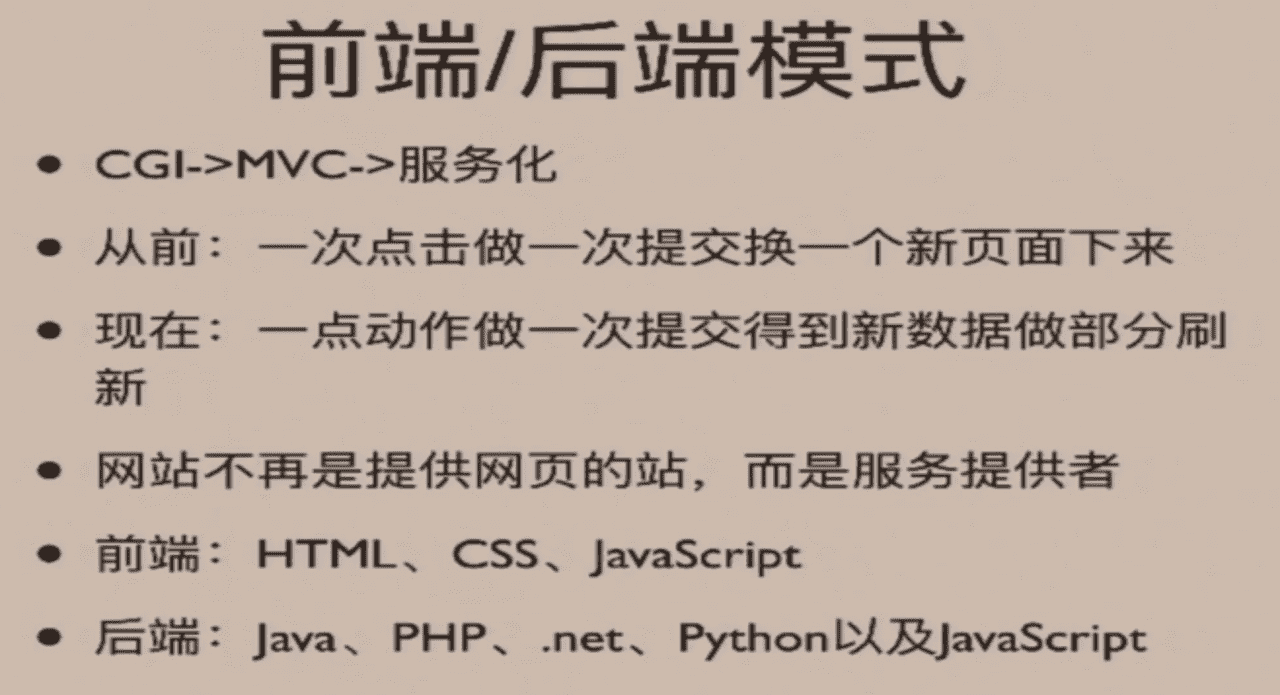 前端/后端模式
• CGI->MVC->服务化
• 从前：一次点击做一次提交换一个新页面下来
• 现在：一点动作做一次提交得到新数据做部分刷
新
• 网站不再是提供网页的站，而是服务提供者
• 前端：HTML、CSS、JavaScript
• 后端：Java、PHP、.net、Python以及JavaScript